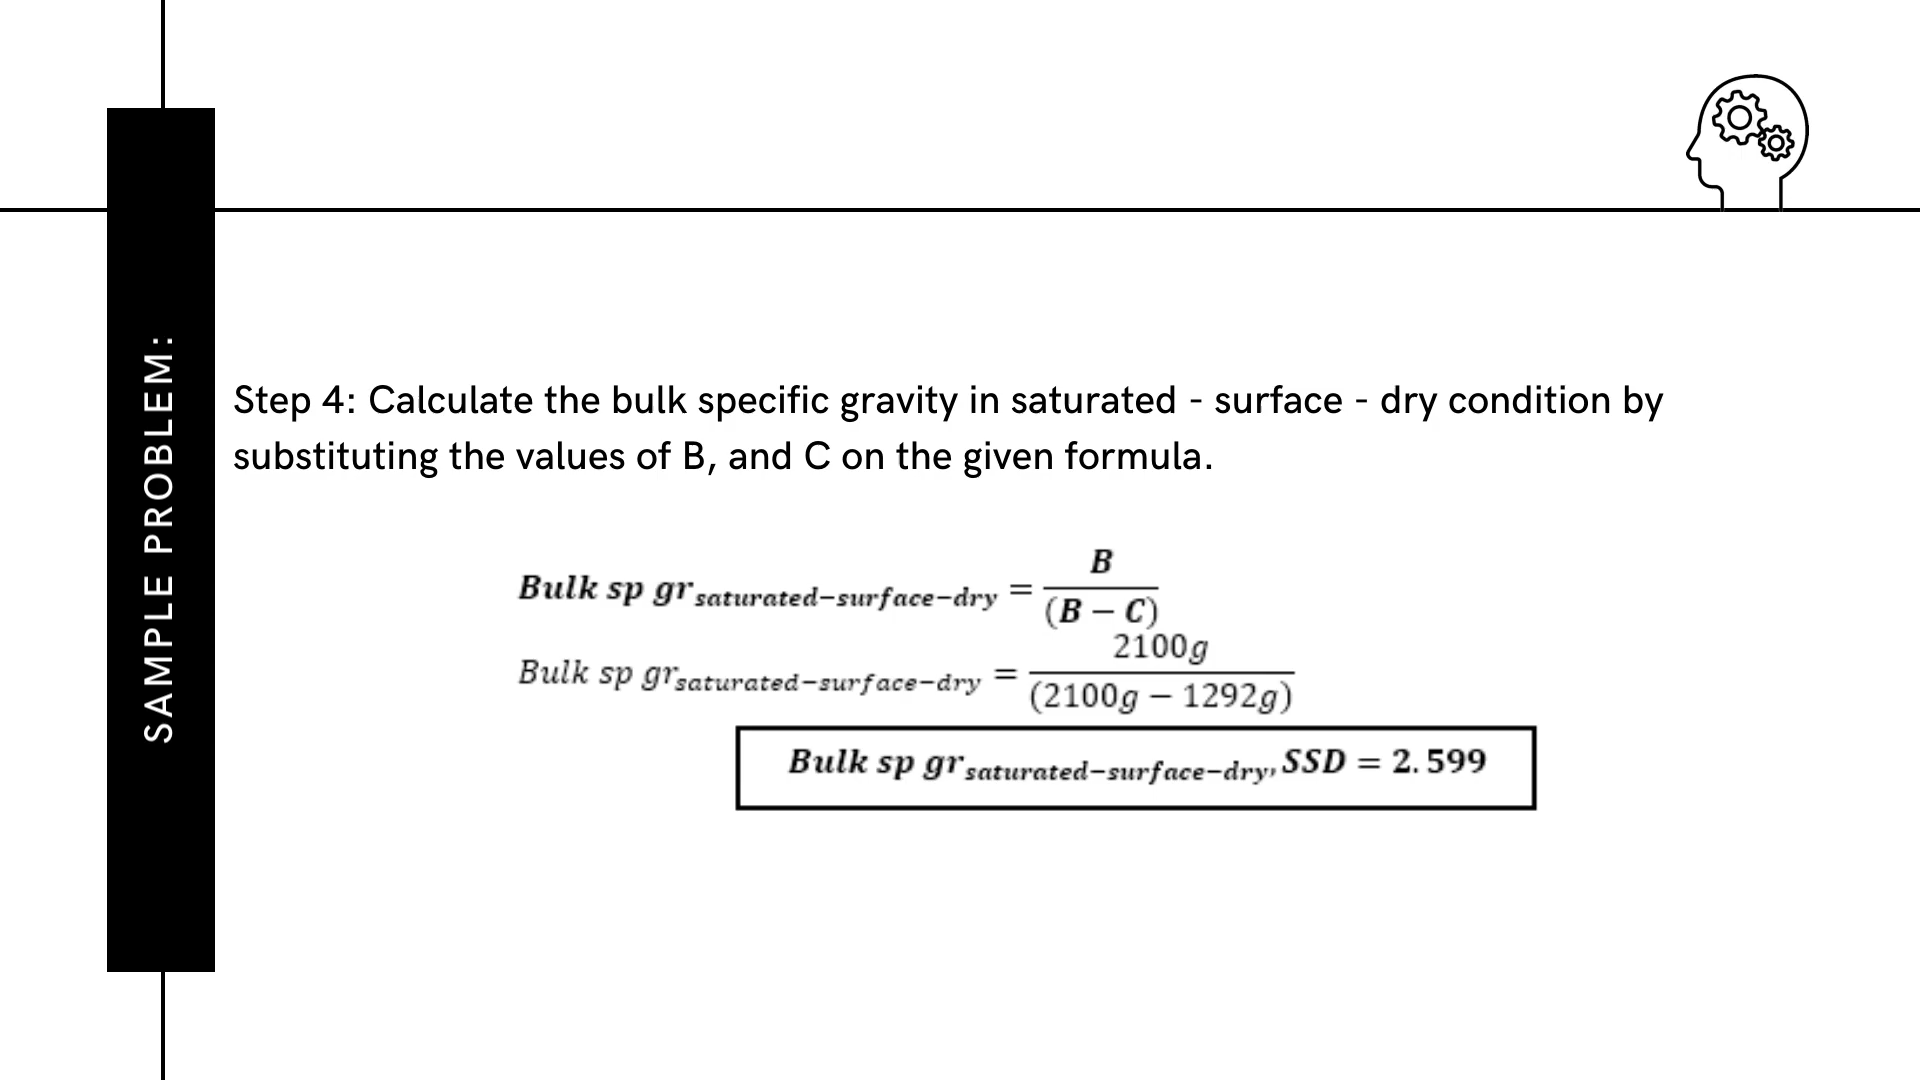 SAMPLE PROBLEM:
Step 4: Calculate the bulk specific gravity in saturated - surface - dry condition by
substituting the values of B, and C on the given formula.
Bulk sp gr saturated−surface−dry = B / (B − C)
Bulk sp gr saturated−surface−dry = 2100g / (2100g − 1292g)
Bulk sp gr saturated−surface−dry, SSD = 2.599